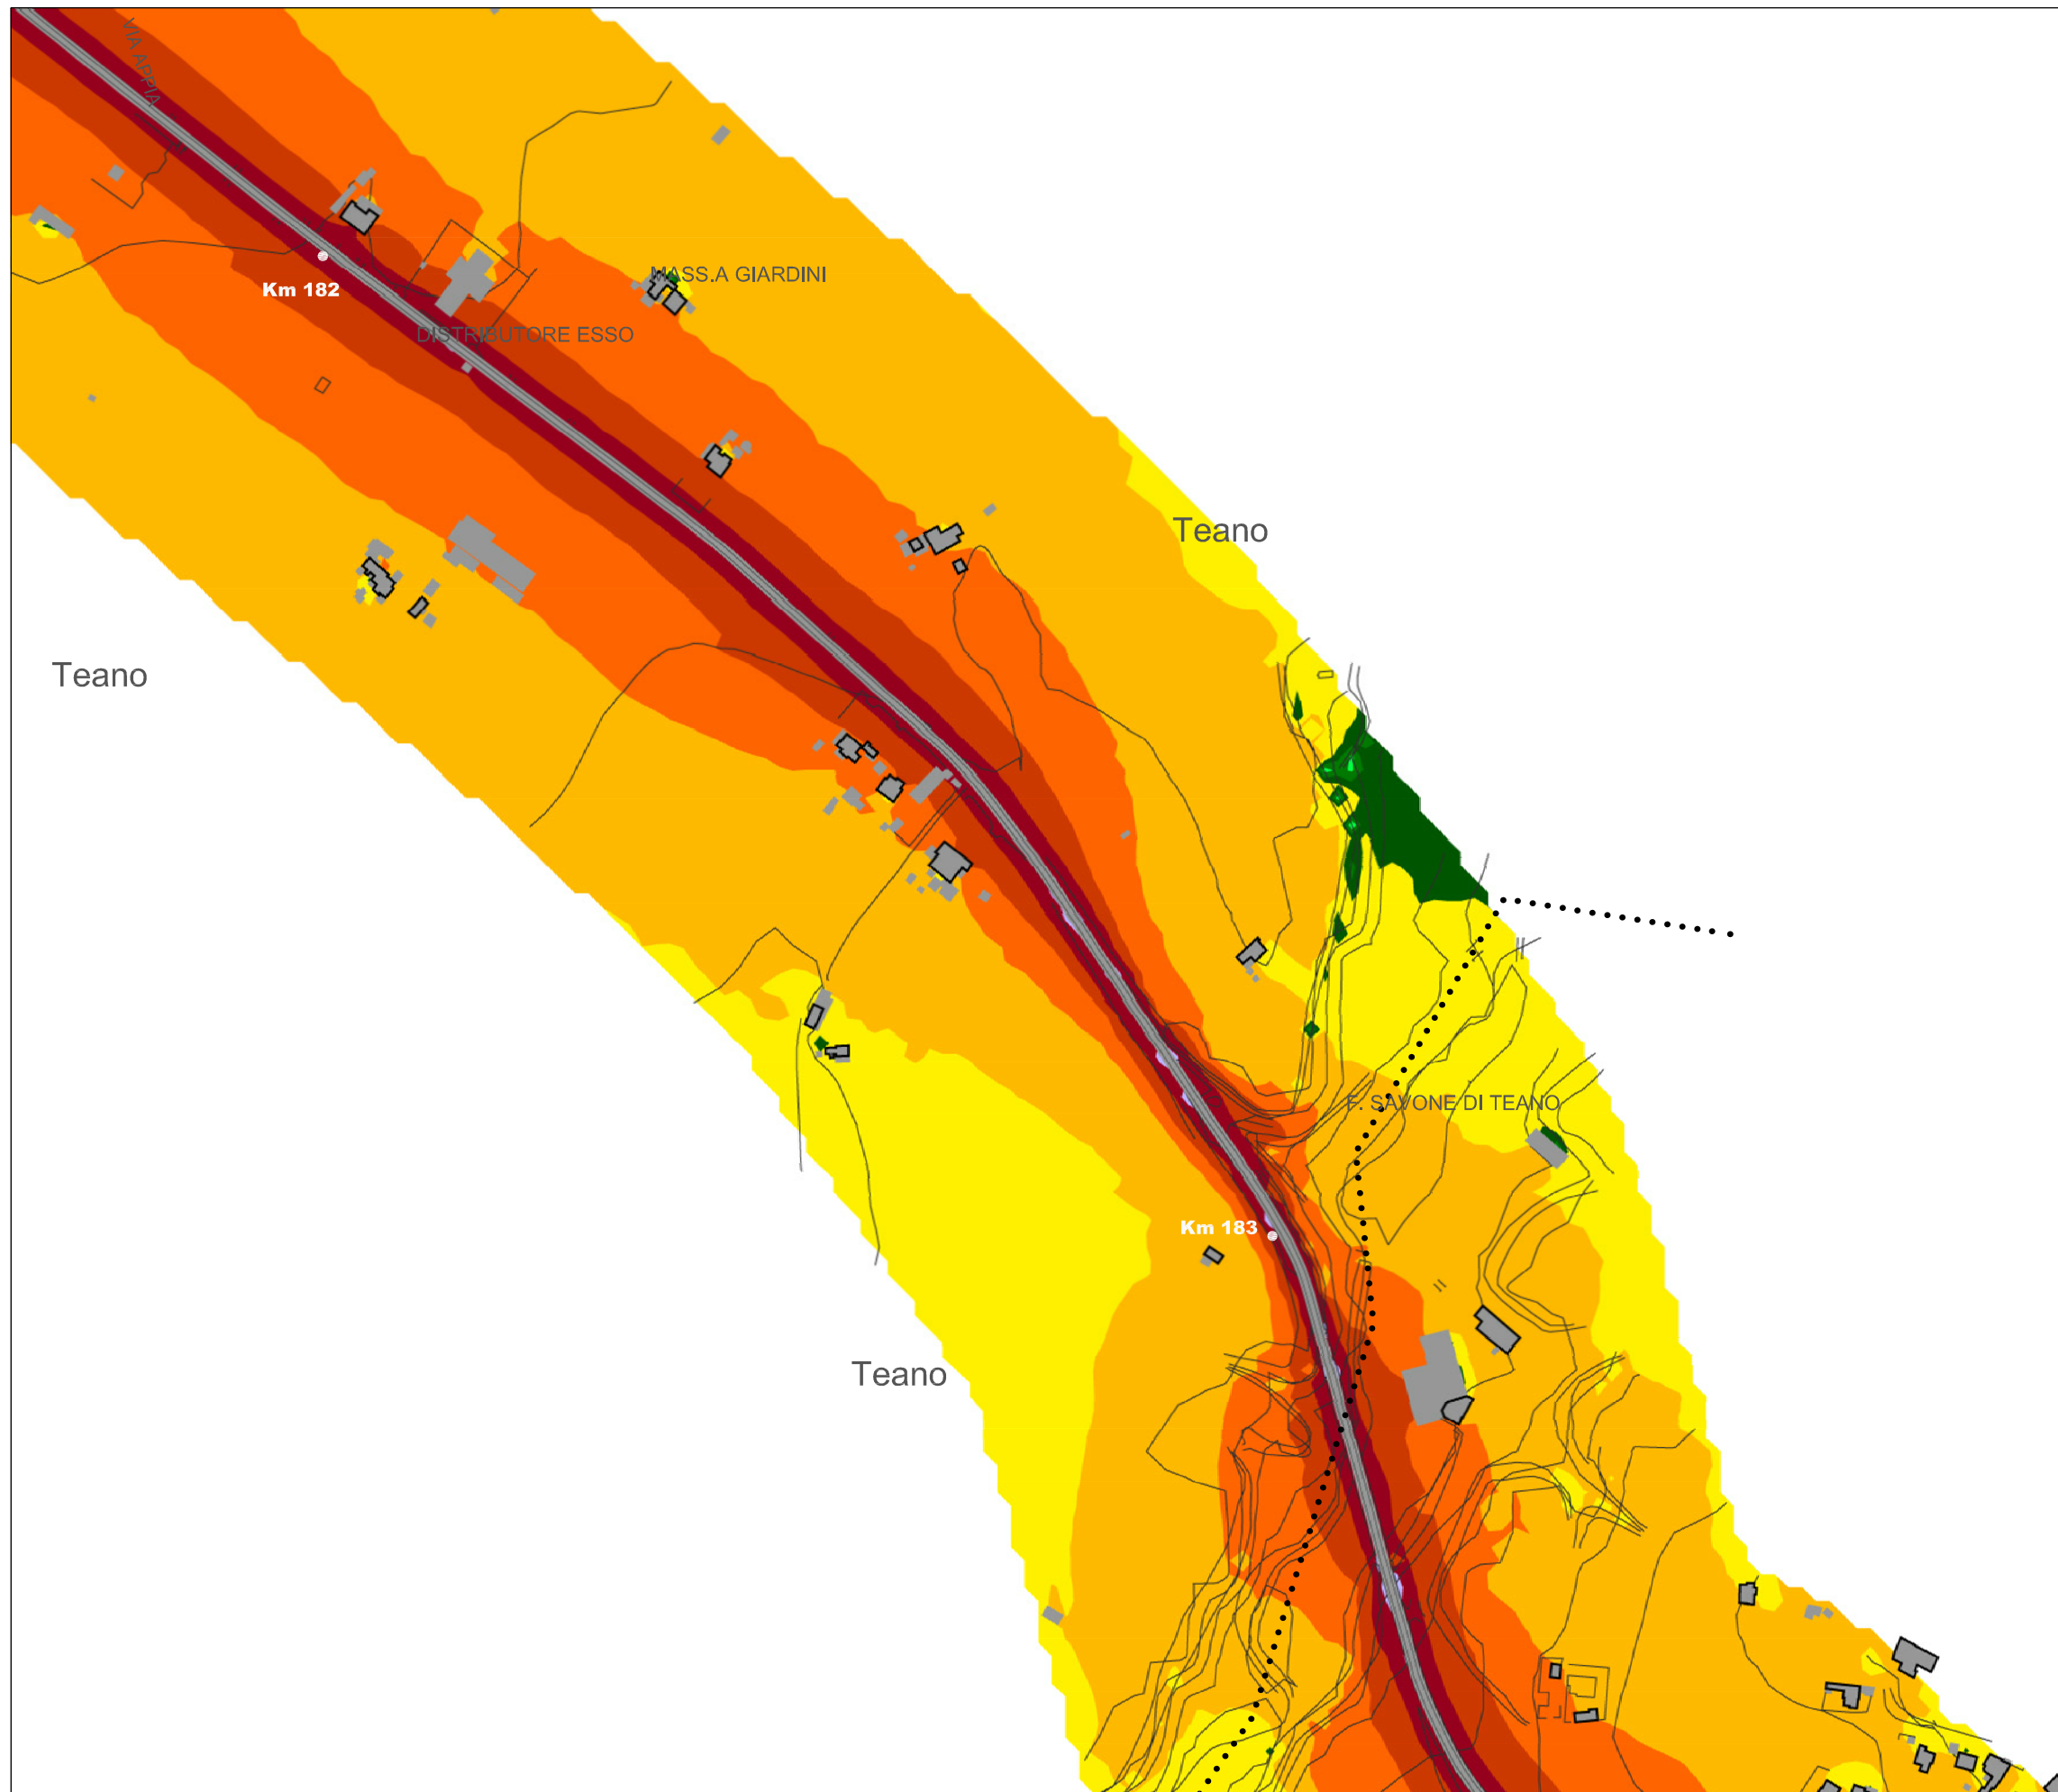 VIA APPIA
Km 182
MASS.A GIARDINI
DISTRIBUTORE ESSO
Teano
Teano
F. SAVONE DI TEANO
Km 183
Teano